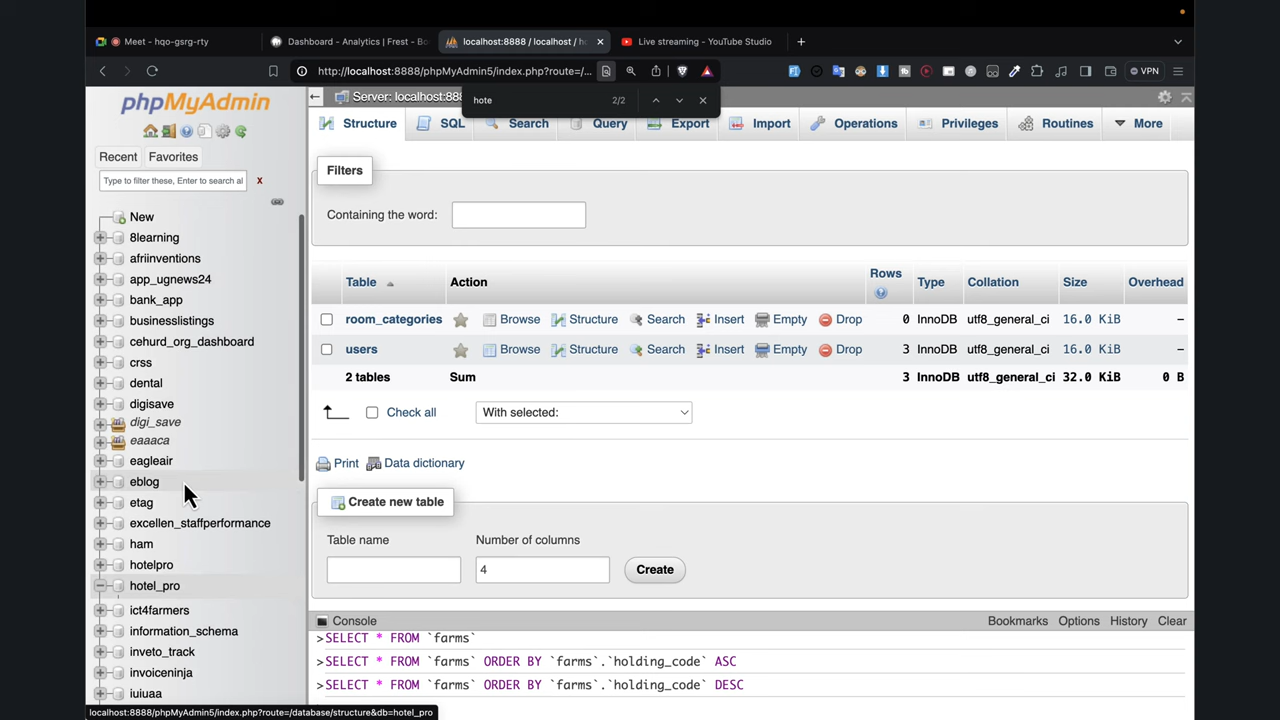 Meet - hqo-gsrg-rty
Dashboard - Analytics | Frest - Bo
localhost:8888 / localhost / h
Live streaming - YouTube Studio
http://localhost:8888/phpMyAdmin5/index.php?route=/...
VPN
hote
2/2
phpMyAdmin
Recent
Favorites
Type to filter these, Enter to search al
X
New
8learning
afriinventions
app_ugnews24
bank_app
businesslistings
cehurd_org_dashboard
crss
dental
digisave
digi_save
eaaaca
eagleair
eblog
etag
excellen_staffperformance
ham
hotelpro
hotel_pro
ict4farmers
information_schema
inveto_track
invoiceninja
iuiuaa
localhost:8888/phpMyAdmin5/index.php?route=/database/structure&db=hotel_pro
Server: localhost:888
Structure
SQL
Search
Query
Export
Import
Operations
Privileges
Routines
More
Filters
Containing the word:
Table Action Rows Type Collation Size Overhead
room_categories Browse Structure Search Insert Empty Drop 0 InnoDB utf8_general_ci 16.0 KiB –
users Browse Structure Search Insert Empty Drop 3 InnoDB utf8_general_ci 16.0 KiB –
2 tables Sum 3 InnoDB utf8_general_ci 32.0 KiB 0 B
Check all
With selected:
Print
Data dictionary
Create new table
Table name
Number of columns
4
Create
Console
Bookmarks Options History Clear
>SELECT * FROM `farms`
>SELECT * FROM `farms` ORDER BY `farms`.`holding_code` ASC
>SELECT * FROM `farms` ORDER BY `farms`.`holding_code` DESC